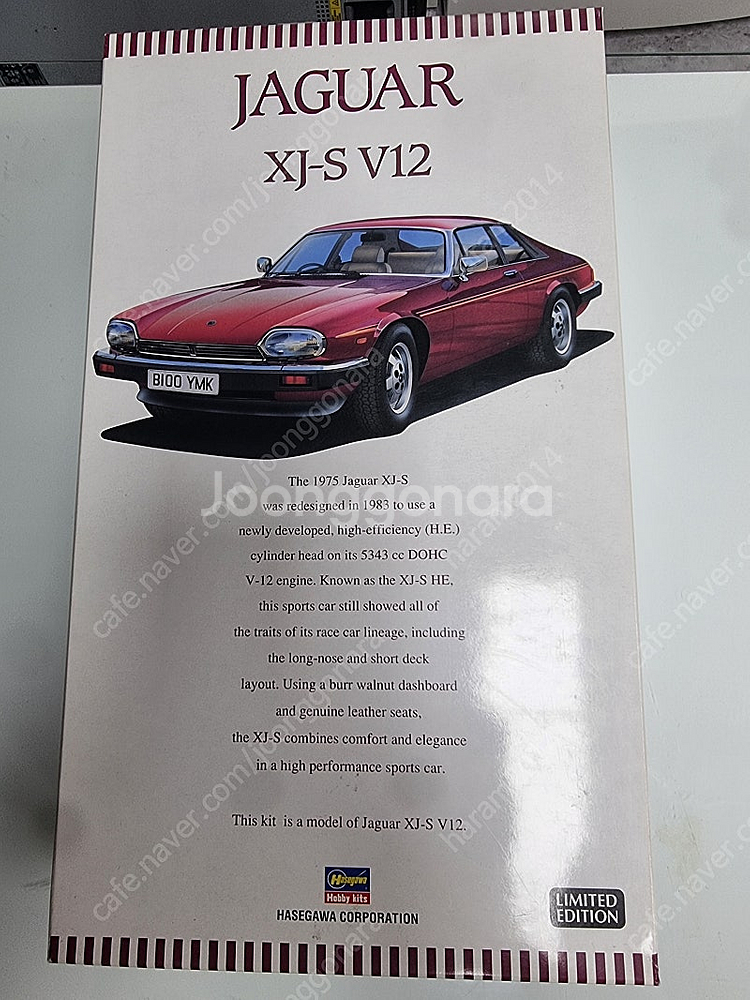 JAGUAR
XJ-S V12
B100 YMK
The 1975 Jaguar XJ-S
was redesigned in 1983 to use a
newly developed, high-efficiency (H.E.)
cylinder head on its 5343 cc DOHC
V-12 engine. Known as the XJ-S HE,
this sports car still showed all of
the traits of its race car lineage, including
the long-nose and short deck
layout. Using a burr walnut dashboard
and genuine leather seats,
the XJ-S combines comfort and elegance
in a high performance sports car.
This kit is a model of Jaguar XJ-S V12.
Hasegawa
Hobby kits
HASEGAWA CORPORATION
LIMITED
EDITION
Joonggonara
cafe.naver.com/joonggonara